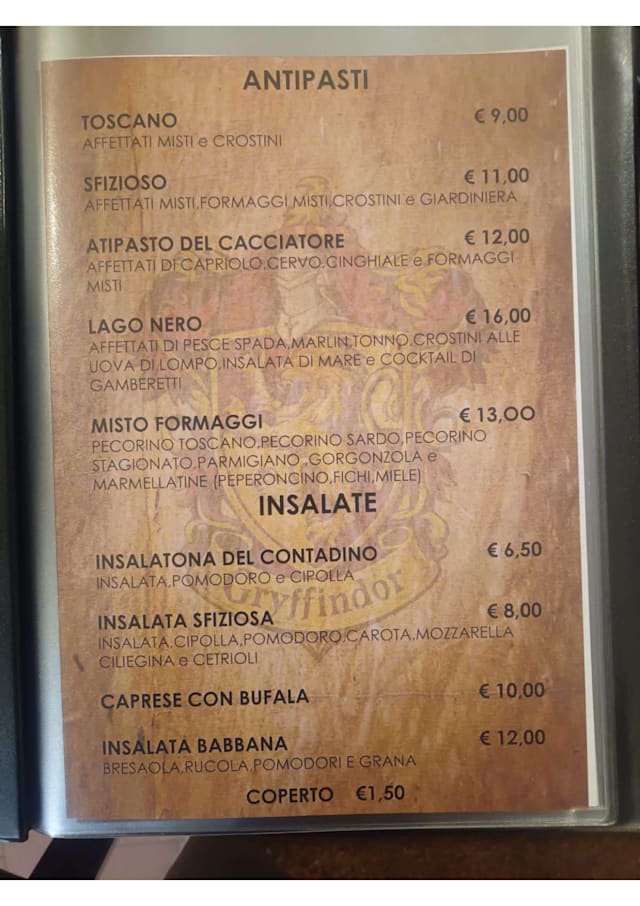 ANTIPASTI
TOSCANO € 9,00
AFFETTATI MISTI e CROSTINI
SFIZIOSO € 11,00
AFFETTATI MISTI,FORMAGGI MISTI,CROSTINI e GIARDINIERA
ATIPASTO DEL CACCIATORE € 12,00
AFFETTATI DI CAPRIOLO,CERVO,CINGHIALE e FORMAGGI
MISTI
LAGO NERO € 16,00
AFFETTATI DI PESCE SPADA,MARLIN,TONNO,CROSTINI ALLE
UOVA DI LOMPO,INSALATA DI MARE e COCKTAIL DI
GAMBERETTI
MISTO FORMAGGI € 13,OO
PECORINO TOSCANO,PECORINO SARDO,PECORINO
STAGIONATO,PARMIGIANO ,GORGONZOLA e
MARMELLATINE (PEPERONCINO,FICHI,MIELE)
INSALATE
INSALATONA DEL CONTADINO € 6,50
INSALATA,POMODORO e CIPOLLA
Gryffindor
INSALATA SFIZIOSA € 8,00
INSALATA,CIPOLLA,POMODORO,CAROTA,MOZZARELLA
CILIEGINA e CETRIOLI
CAPRESE CON BUFALA € 10,00
INSALATA BABBANA € 12,00
BRESAOLA,RUCOLA,POMODORI E GRANA
COPERTO €1,50